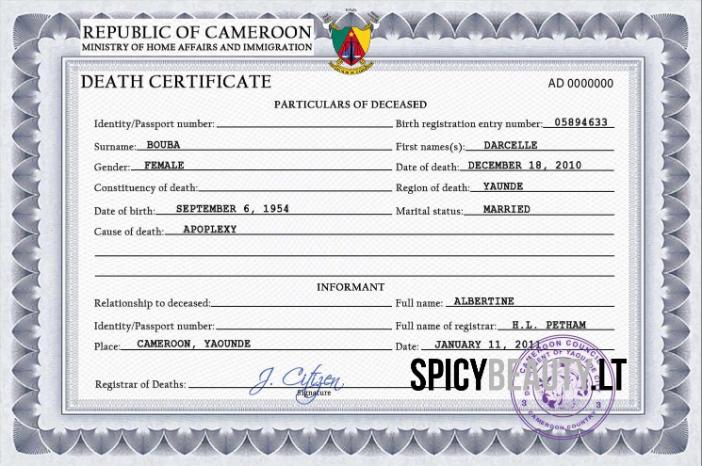 REPUBLIC OF CAMEROON
MINISTRY OF HOME AFFAIRS AND IMMIGRATION
DEATH CERTIFICATE AD 0000000
PARTICULARS OF DECEASED
Identity/Passport number: Birth registration entry number: 05894633
Surname: BOUBA First names(s): DARCELLE
Gender: FEMALE Date of death: DECEMBER 18, 2010
Constituency of death: Region of death: YAUNDE
Date of birth: SEPTEMBER 6, 1954 Marital status: MARRIED
Cause of death: APOPLEXY
INFORMANT
Relationship to deceased: Full name: ALBERTINE
Identity/Passport number: Full name of registrar: H.L. PETHAM
Place: CAMEROON, YAOUNDE Date: JANUARY 11, 2011
Registrar of Deaths: J. Citizen
Signature
SPICYBEAUTY.LT
CAMEROON COUNCIL
CAMEROON COUNTRY
3 3